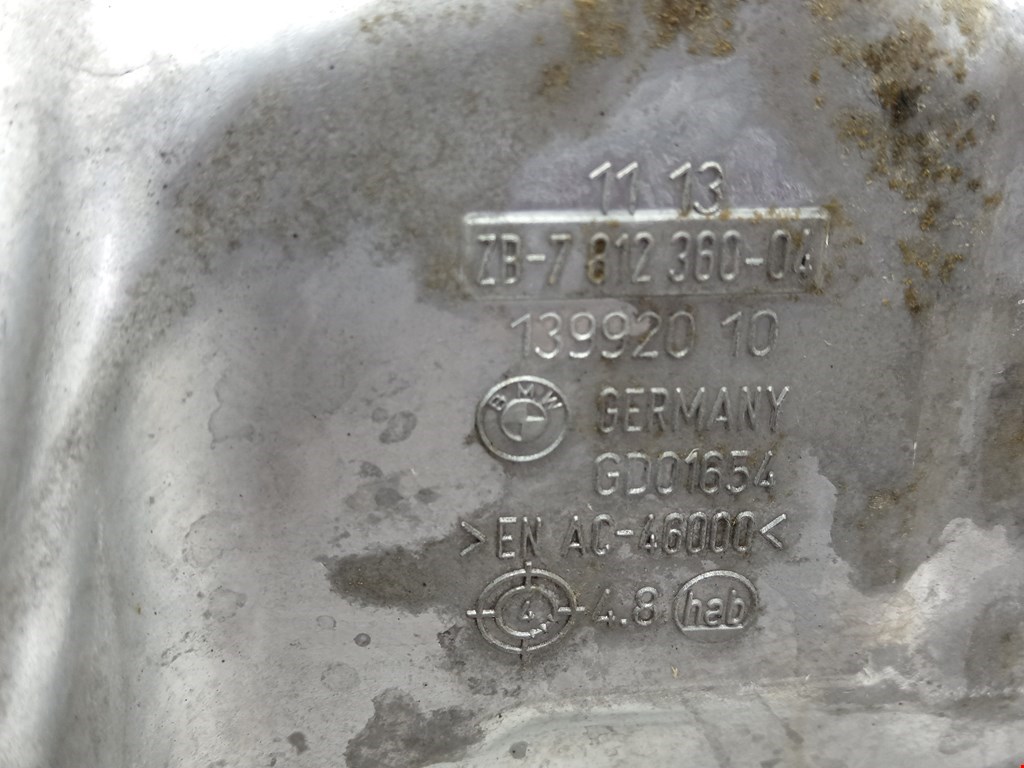 11 13
ZB-7 812 360-04
139920 10
BMW GERMANY
GD01654
>EN AC-46000<
4 4.8 hab